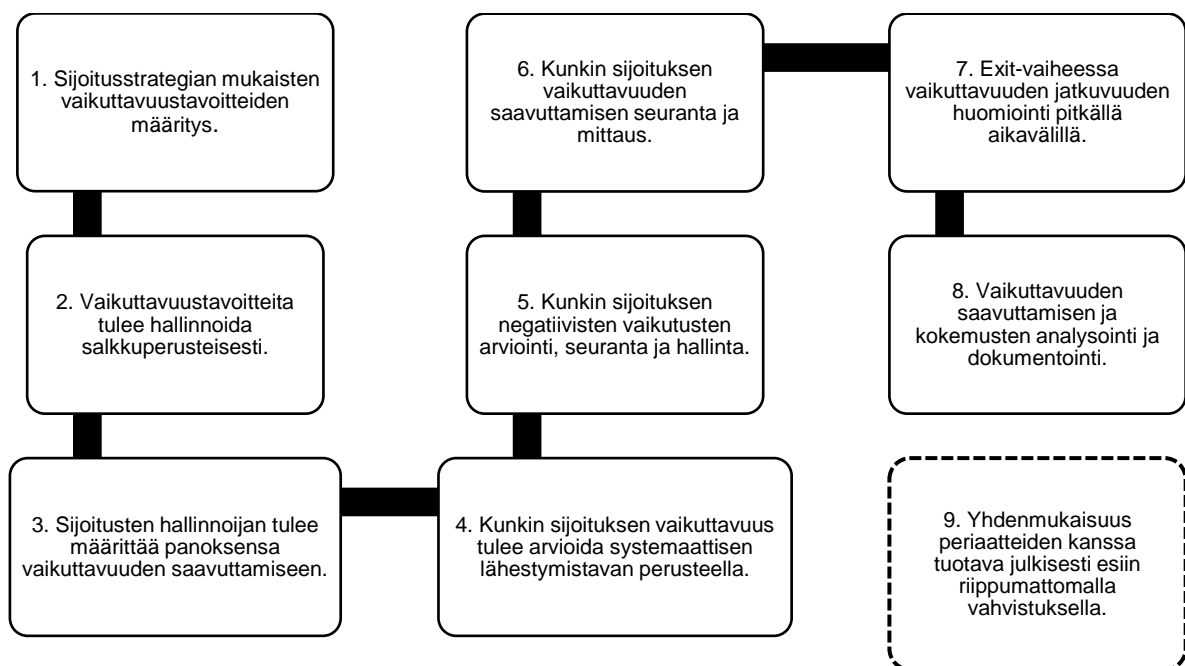 1. Sijoitusstrategian mukaisten
vaikuttavuustavoitteiden
määritys.
2. Vaikuttavuustavoitteita
tulee hallinnoida
salkkuperusteisesti.
3. Sijoitusten hallinnoijan tulee
määrittää panoksensa
vaikuttavuuden saavuttamiseen.
4. Kunkin sijoituksen vaikuttavuus
tulee arvioida systemaattisen
lähestymistavan perusteella.
5. Kunkin sijoituksen
negatiivisten vaikutusten
arviointi, seuranta ja hallinta.
6. Kunkin sijoituksen
vaikuttavuuden
saavuttamisen seuranta ja
mittaus.
7. Exit-vaiheessa
vaikuttavuuden jatkuvuuden
huomiointi pitkällä
aikavälillä.
8. Vaikuttavuuden
saavuttamisen ja
kokemusten analysointi ja
dokumentointi.
9. Yhdenmukaisuus
periaatteiden kanssa
tuotava julkisesti esiin
riippumattomalla
vahvistuksella.